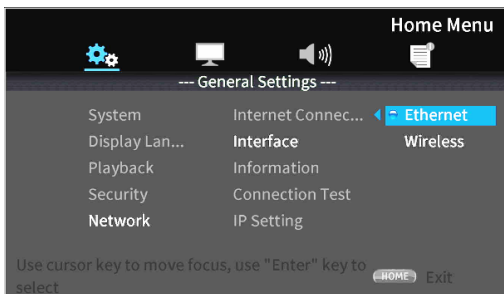 Home Menu
--- General Settings ---
System Internet Connec... Ethernet
Display Lan... Interface Wireless
Playback Information
Security Connection Test
Network IP Setting
Use cursor key to move focus, use "Enter" key to
select
HOME Exit